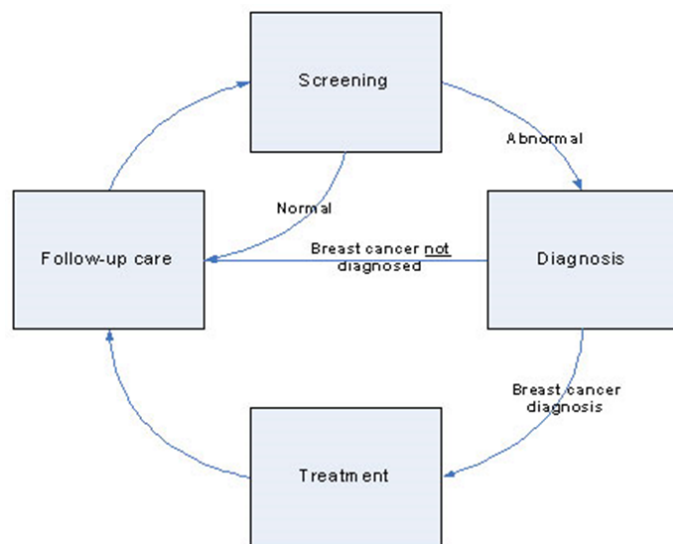 Screening
Abnormal
Normal
Follow-up care
Breast cancer not
diagnosed
Diagnosis
Breast cancer
diagnosis
Treatment